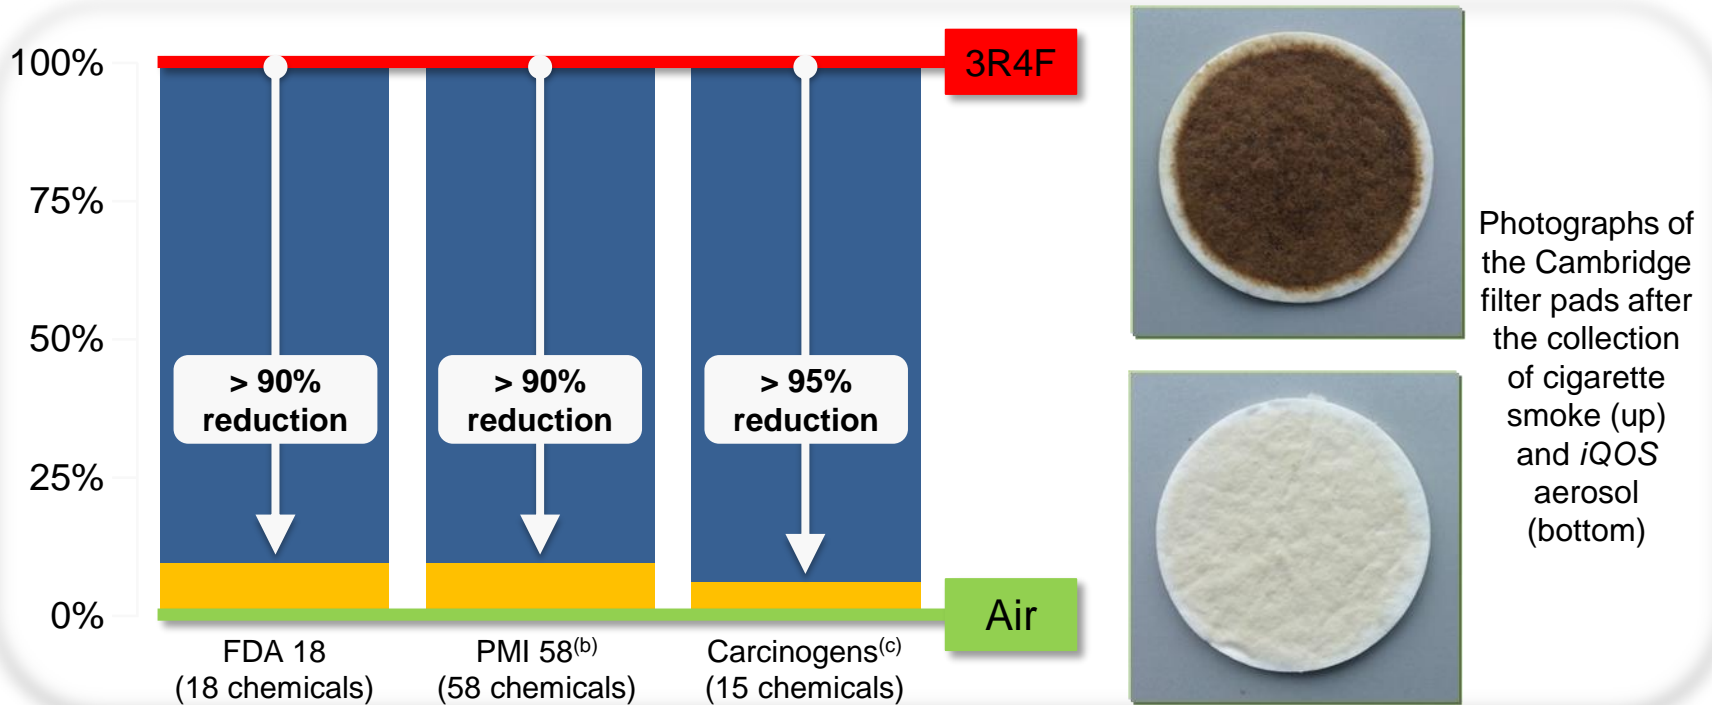 100%
75%
50%
25%
0%
3R4F
> 90%
reduction
> 90%
reduction
> 95%
reduction
Air
FDA 18
(18 chemicals)
PMI 58(b)
(58 chemicals)
Carcinogens(c)
(15 chemicals)
Photographs of
the Cambridge
filter pads after
the collection
of cigarette
smoke (up)
and iQOS
aerosol
(bottom)